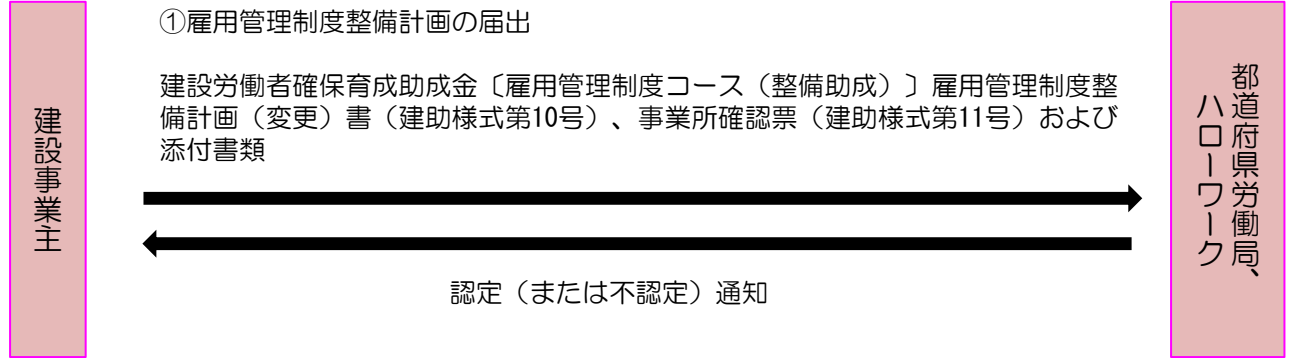 ①雇用管理制度整備計画の届出
建設労働者確保育成助成金〔雇用管理制度コース（整備助成）〕雇用管理制度整
備計画（変更）書（建助様式第10号）、事業所確認票（建助様式第11号）および
添付書類
建設事業主
都道府県労働局、
ハローワーク
認定（または不認定）通知